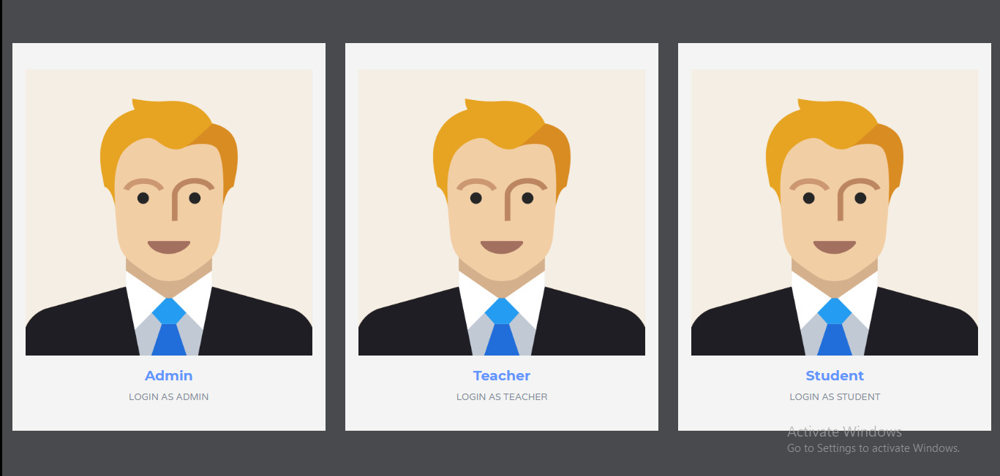 Admin
LOGIN AS ADMIN
Teacher
LOGIN AS TEACHER
Student
LOGIN AS STUDENT
Activate Windows
Go to Settings to activate Windows.